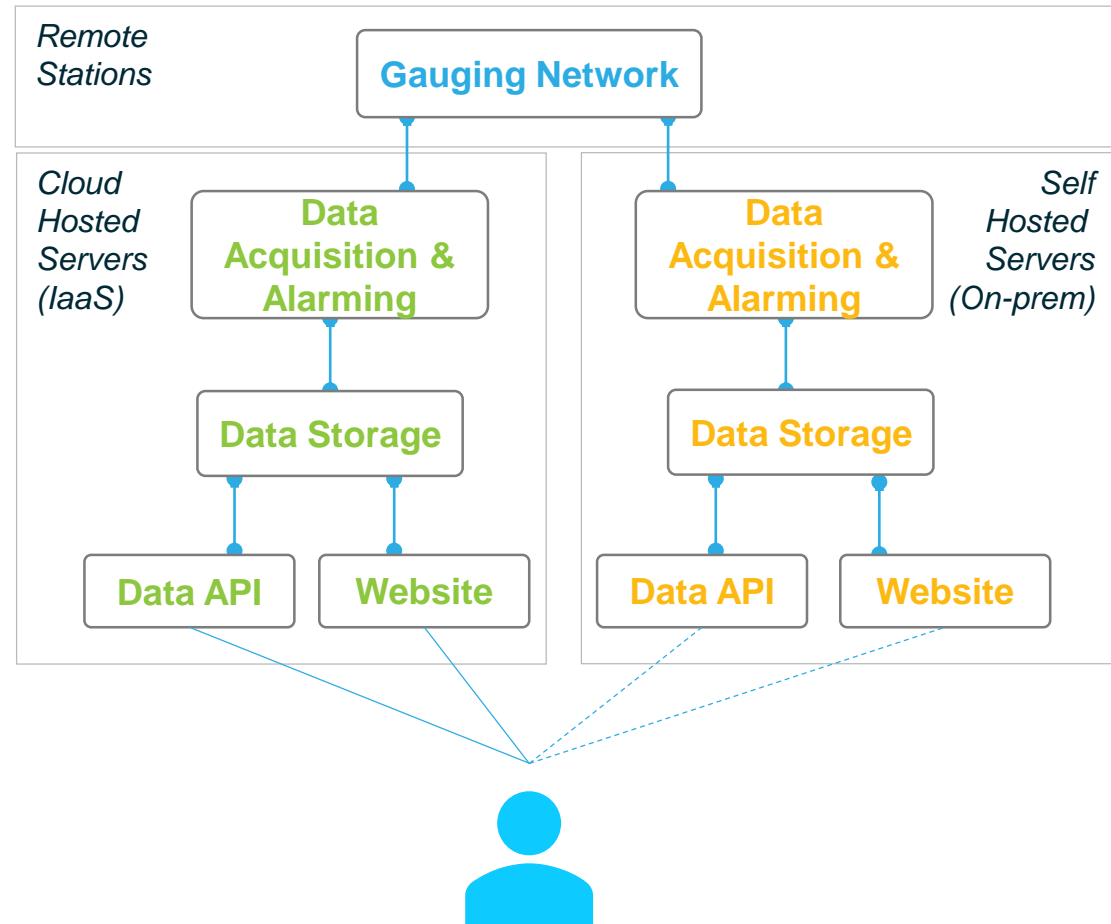 Remote
Stations
Gauging Network
Cloud
Hosted
Servers
(IaaS)
Data
Acquisition &
Alarming
Data Storage
Data API
Website
Self
Hosted
Servers
(On-prem)
Data
Acquisition &
Alarming
Data Storage
Data API
Website